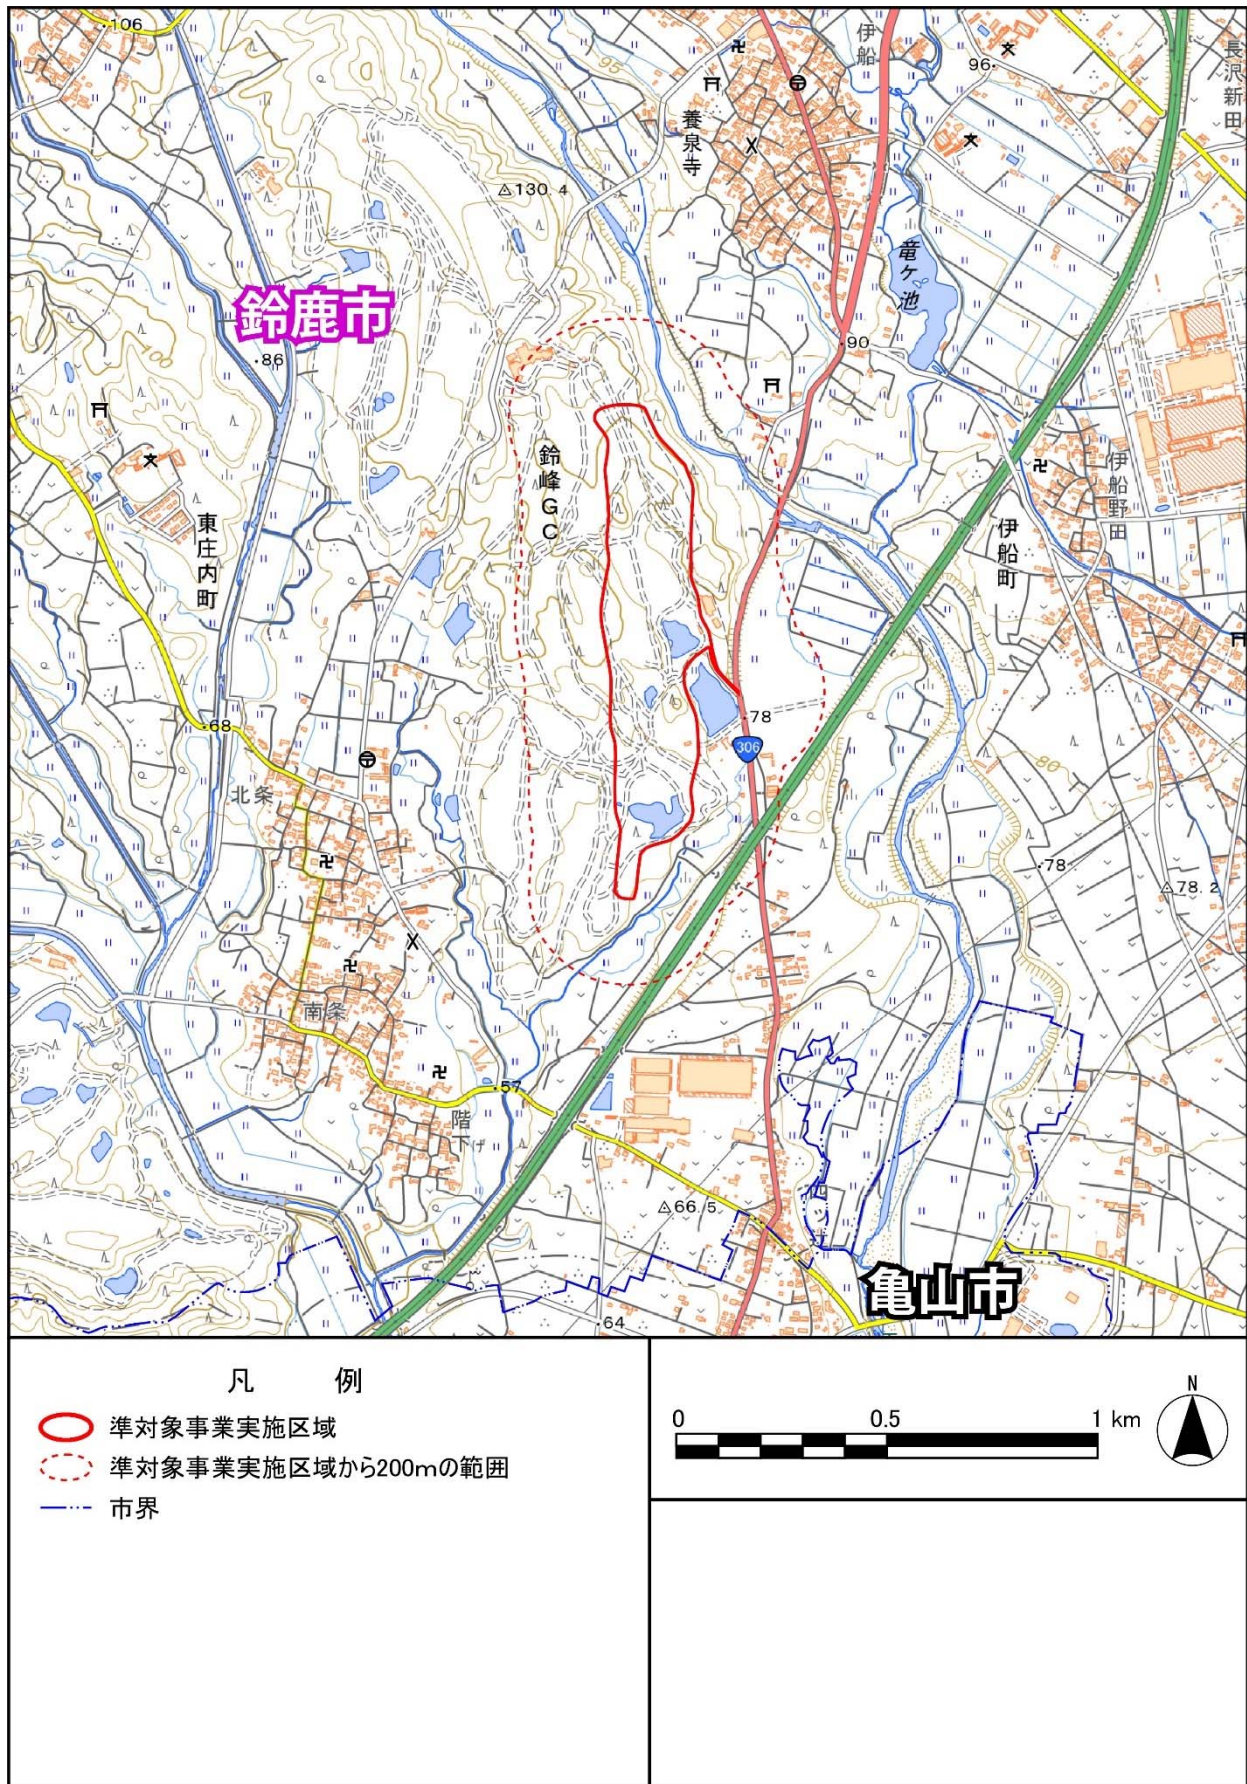 106
伊船
96
長沢新田
95
養泉寺
130.4
竜ケ池
鈴鹿市
100
86
90
鈴峰GC
伊船野田
東庄内町
伊船町
78
306
68
北条
80
78
78.2
南条
57
階下
66.5
亀山市
64
凡 例
準対象事業実施区域
準対象事業実施区域から200mの範囲
市界
0 0.5 1 km
N